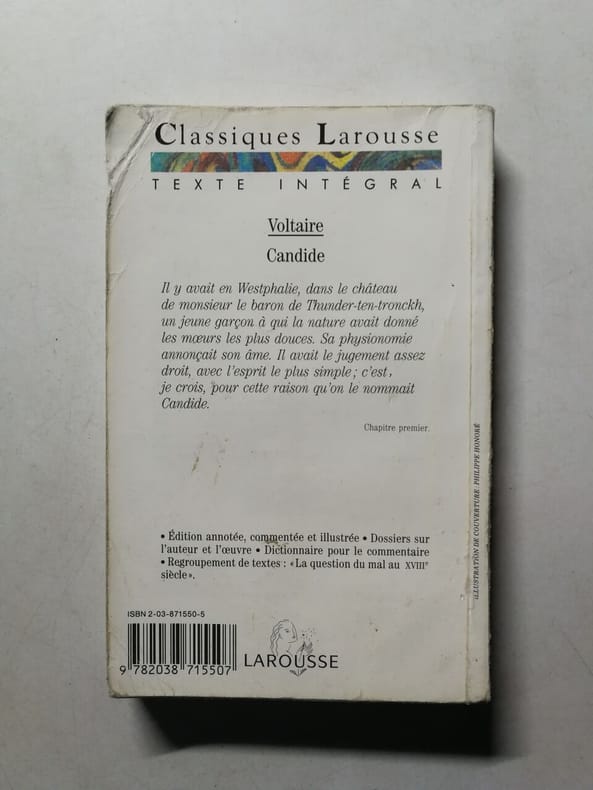 Classiques Larousse
TEXTE INTÉGRAL
Voltaire
Candide
Il y avait en Westphalie, dans le château
de monsieur le baron de Thunder-ten-tronckh,
un jeune garçon à qui la nature avait donné
les mœurs les plus douces. Sa physionomie
annonçait son âme. Il avait le jugement assez
droit, avec l'esprit le plus simple ; c'est,
je crois, pour cette raison qu'on le nommait
Candide.
Chapitre premier.
• Édition annotée, commentée et illustrée • Dossiers sur
l'auteur et l'œuvre • Dictionnaire pour le commentaire
• Regroupement de textes : «La question du mal au XVIIIe
siècle».
ISBN 2-03-871550-5
9 782038 715507
LAROUSSE
ILLUSTRATION DE COUVERTURE : PHILIPPE HONORÉ